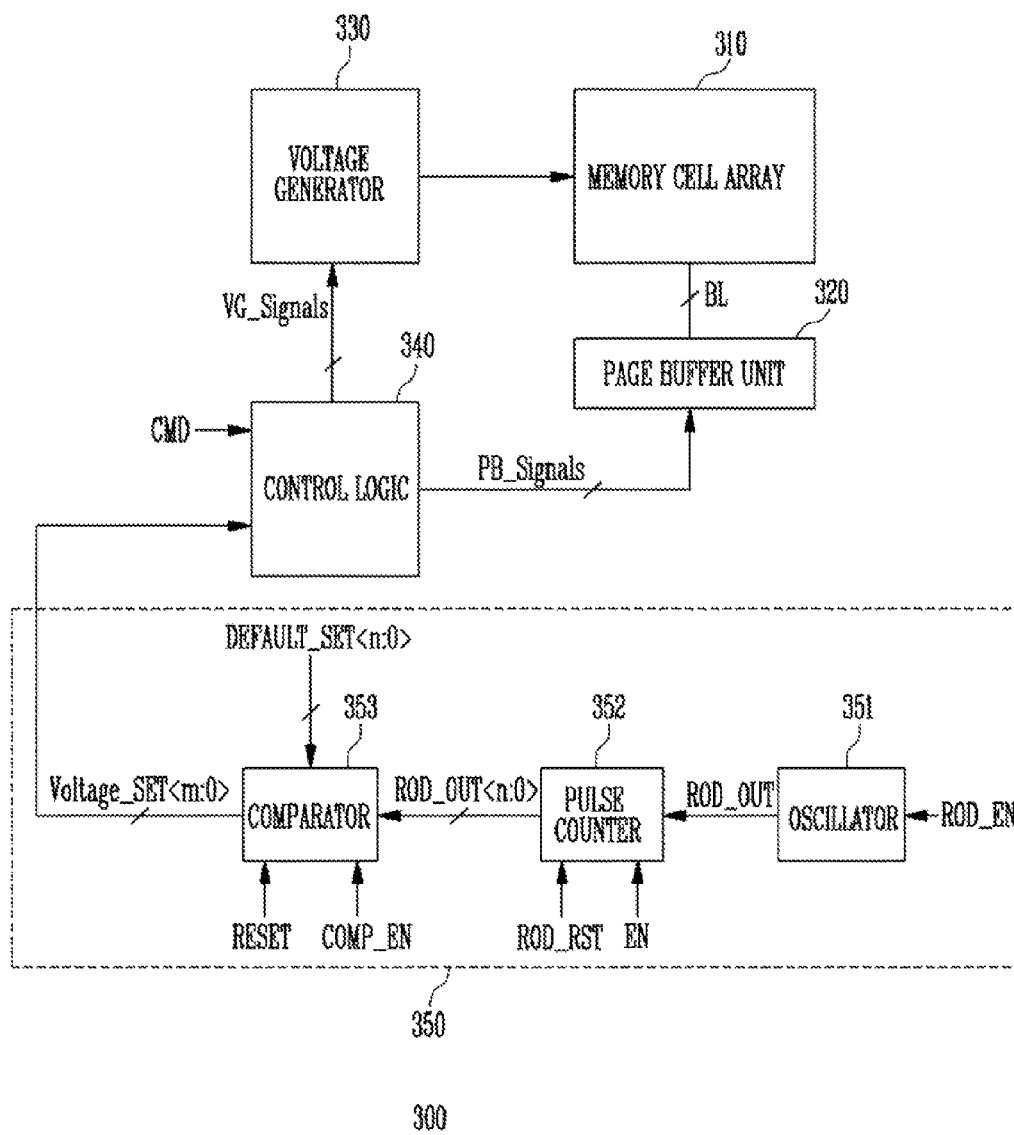 330
310
VOLTAGE
GENERATOR
MEMORY CELL ARRAY
VG_Signals
BL
320
340
PAGE BUFFER UNIT
CMD
CONTROL LOGIC
PB_Signals
DEFAULT_SET<n:0>
353
352
351
Voltage_SET<m:0>
COMPARATOR
ROD_OUT<n:0>
PULSE
COUNTER
ROD_OUT
OSCILLATOR
ROD_EN
RESET
COMP_EN
ROD_RST
EN
350
300